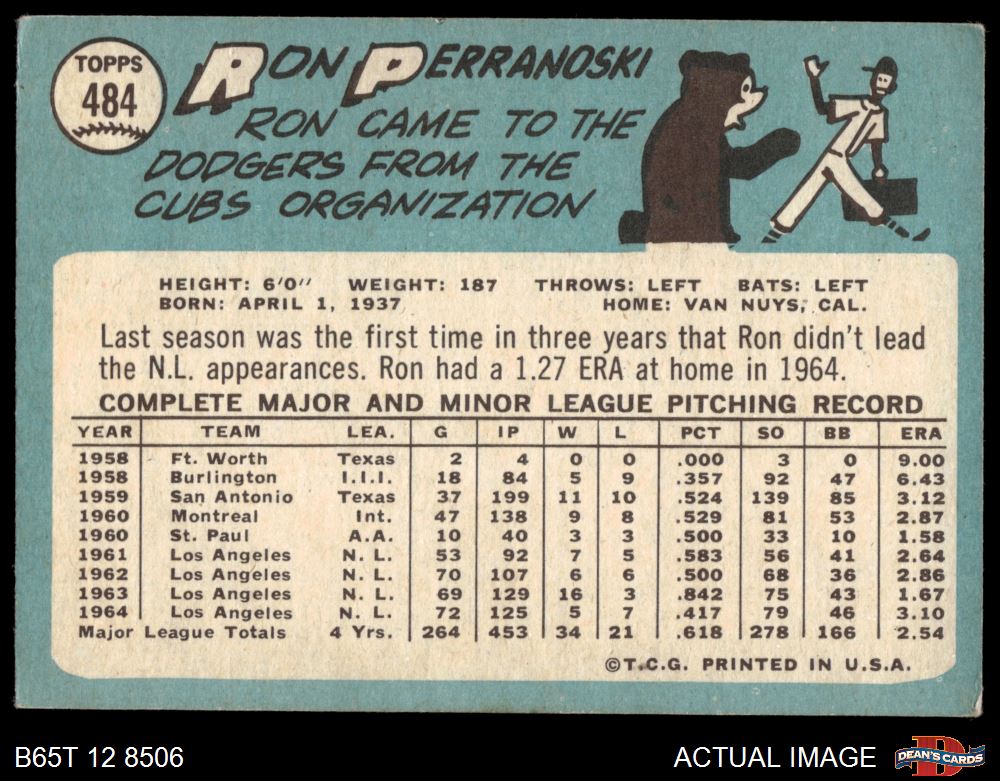 TOPPS
484
RON PERRANOSKI
RON CAME TO THE
DODGERS FROM THE
CUBS ORGANIZATION
HEIGHT: 6'0" WEIGHT: 187 THROWS: LEFT BATS: LEFT
BORN: APRIL 1, 1937 HOME: VAN NUYS, CAL.
Last season was the first time in three years that Ron didn't lead
the N.L. appearances. Ron had a 1.27 ERA at home in 1964.
COMPLETE MAJOR AND MINOR LEAGUE PITCHING RECORD
YEAR TEAM LEA. G IP W L PCT SO BB ERA
1958 Ft. Worth Texas 2 4 0 0 .000 3 0 9.00
1958 Burlington I.I.I. 18 84 5 9 .357 92 47 6.43
1959 San Antonio Texas 37 199 11 10 .524 139 85 3.12
1960 Montreal Int. 47 138 9 8 .529 81 53 2.87
1960 St. Paul A.A. 10 40 3 3 .500 33 10 1.58
1961 Los Angeles N. L. 53 92 7 5 .583 56 41 2.64
1962 Los Angeles N. L. 70 107 6 6 .500 68 36 2.86
1963 Los Angeles N. L. 69 129 16 3 .842 75 43 1.67
1964 Los Angeles N. L. 72 125 5 7 .417 79 46 3.10
Major League Totals 4 Yrs. 264 453 34 21 .618 278 166 2.54
©T.C.G. PRINTED IN U.S.A.
B65T 12 8506 ACTUAL IMAGE DEAN'S CARDS